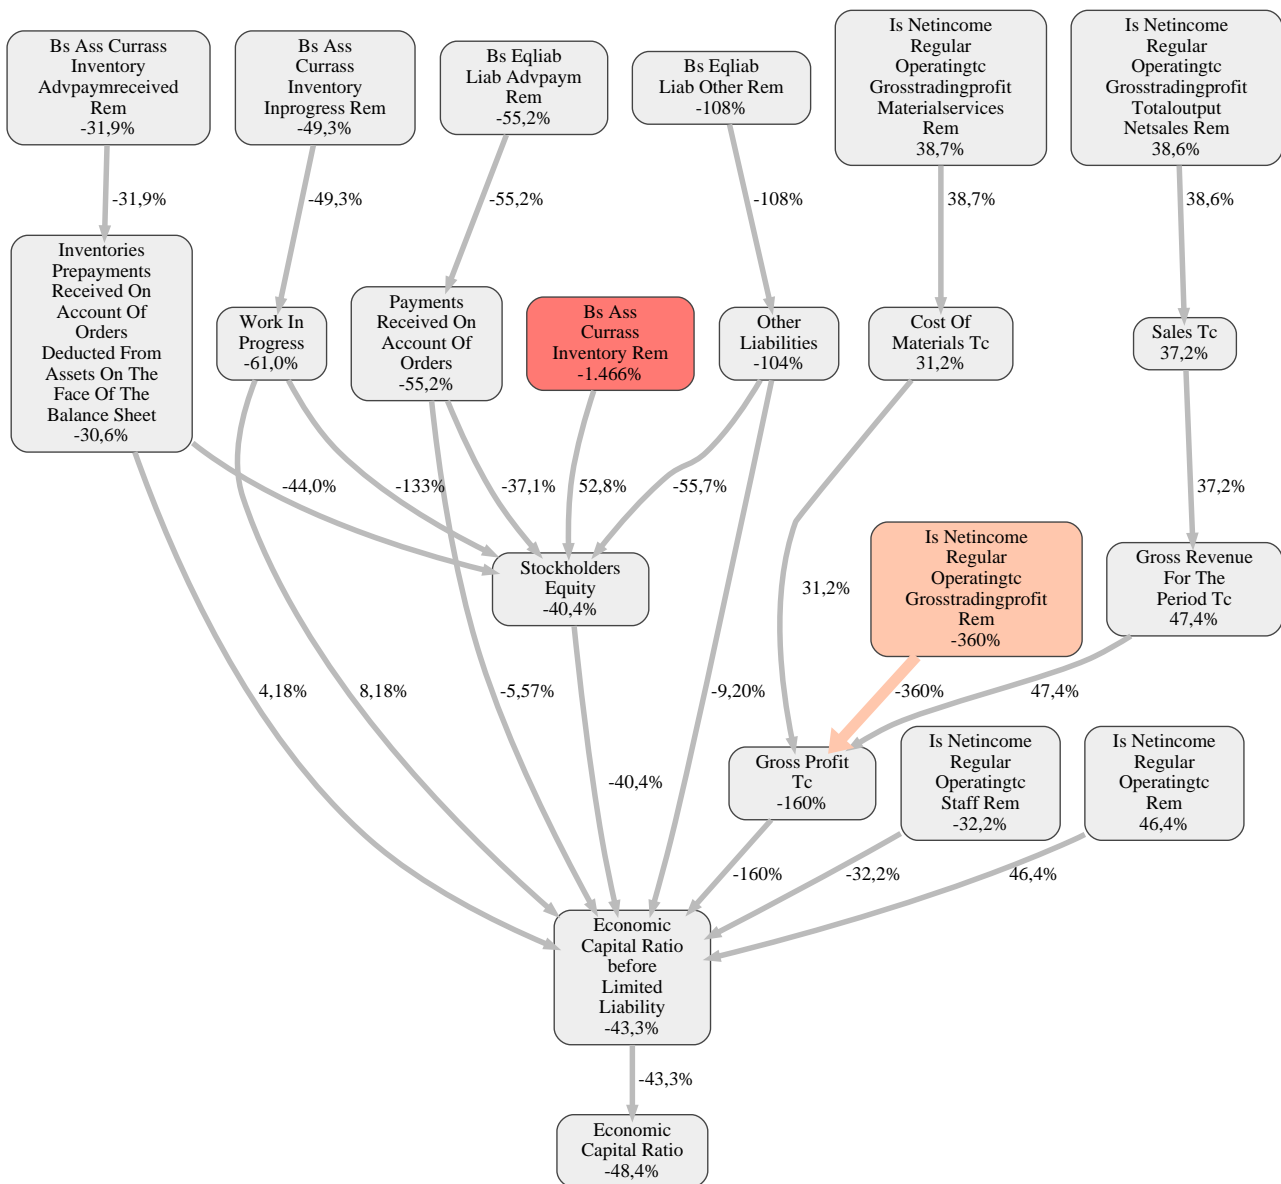 Bs Ass Currass
Inventory
Advpaymreceived
Rem
-31,9%
Bs Ass
Currass
Inventory
Inprogress Rem
-49,3%
Bs Eqliab
Liab Advpaym
Rem
-55,2%
Bs Eqliab
Liab Other Rem
-108%
Is Netincome
Regular
Operatingtc
Grosstradingprofit
Materialservices
Rem
38,7%
Is Netincome
Regular
Operatingtc
Grosstradingprofit
Totaloutput
Netsales Rem
38,6%
-31,9%
-49,3%
-55,2%
-108%
38,7%
38,6%
Inventories
Prepayments
Received On
Account Of
Orders
Deducted From
Assets On The
Face Of The
Balance Sheet
-30,6%
Work In
Progress
-61,0%
Payments
Received On
Account Of
Orders
-55,2%
Bs Ass
Currass
Inventory Rem
-1.466%
Other
Liabilities
-104%
Cost Of
Materials Tc
31,2%
Sales Tc
37,2%
-44,0%
-133%
-37,1%
52,8%
-55,7%
37,2%
Stockholders
Equity
-40,4%
31,2%
Is Netincome
Regular
Operatingtc
Grosstradingprofit
Rem
-360%
Gross Revenue
For The
Period Tc
47,4%
4,18%
8,18%
-5,57%
-9,20%
-360%
47,4%
-40,4%
Gross Profit
Tc
-160%
Is Netincome
Regular
Operatingtc
Staff Rem
-32,2%
Is Netincome
Regular
Operatingtc
Rem
46,4%
-160%
-32,2%
46,4%
Economic
Capital Ratio
before
Limited
Liability
-43,3%
-43,3%
Economic
Capital Ratio
-48,4%